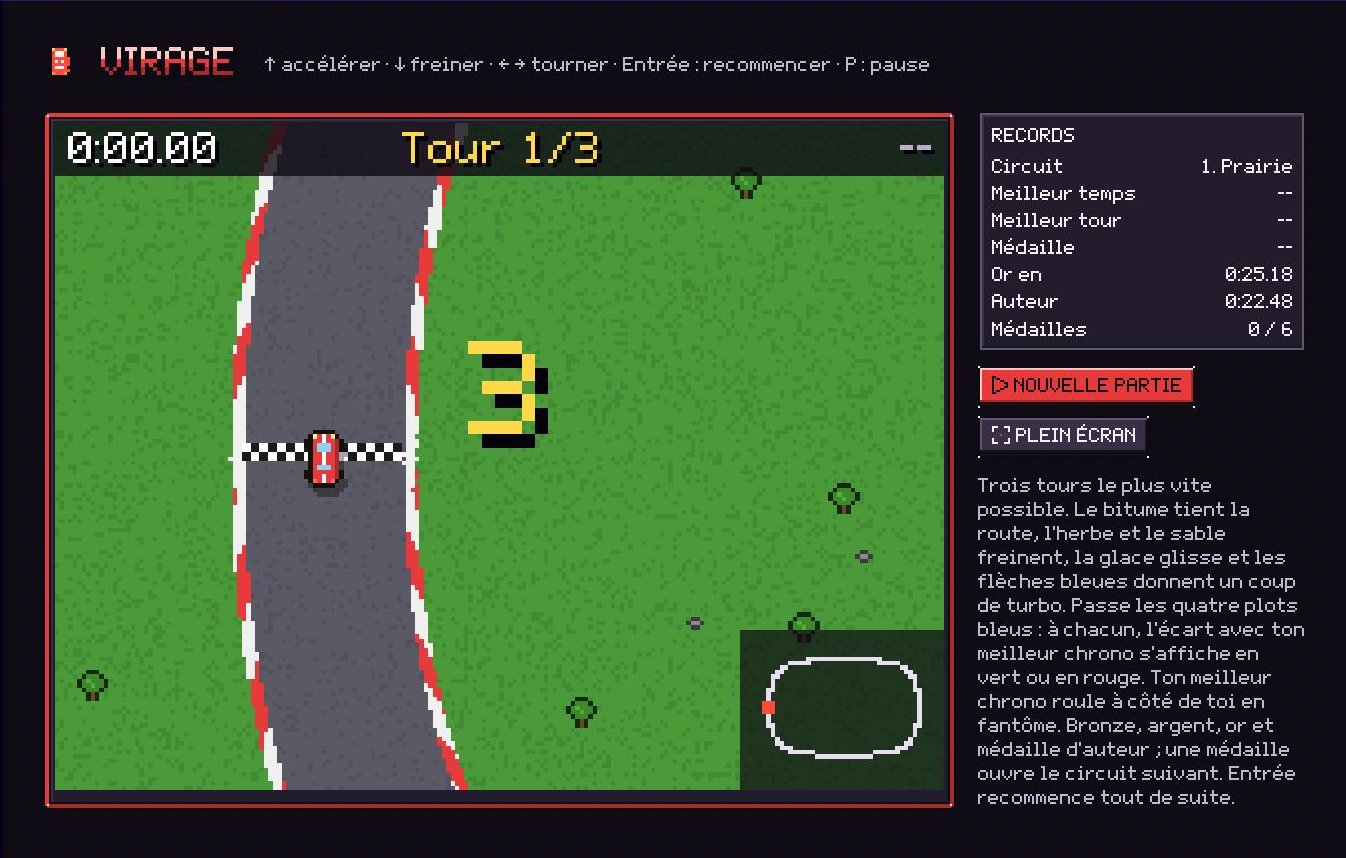 VIRAGE
↑ accélérer · ↓ freiner · ← → tourner · Entrée : recommencer · P : pause
0:00.00
Tour 1/3
--
3
RECORDS
Circuit 1. Prairie
Meilleur temps --
Meilleur tour --
Médaille --
Or en 0:25.18
Auteur 0:22.48
Médailles 0 / 6
NOUVELLE PARTIE
PLEIN ÉCRAN
Trois tours le plus vite
possible. Le bitume tient la
route, l'herbe et le sable
freinent, la glace glisse et les
flèches bleues donnent un coup
de turbo. Passe les quatre plots
bleus : à chacun, l'écart avec ton
meilleur chrono s'affiche en
vert ou en rouge. Ton meilleur
chrono roule à côté de toi en
fantôme. Bronze, argent, or et
médaille d'auteur ; une médaille
ouvre le circuit suivant. Entrée
recommence tout de suite.